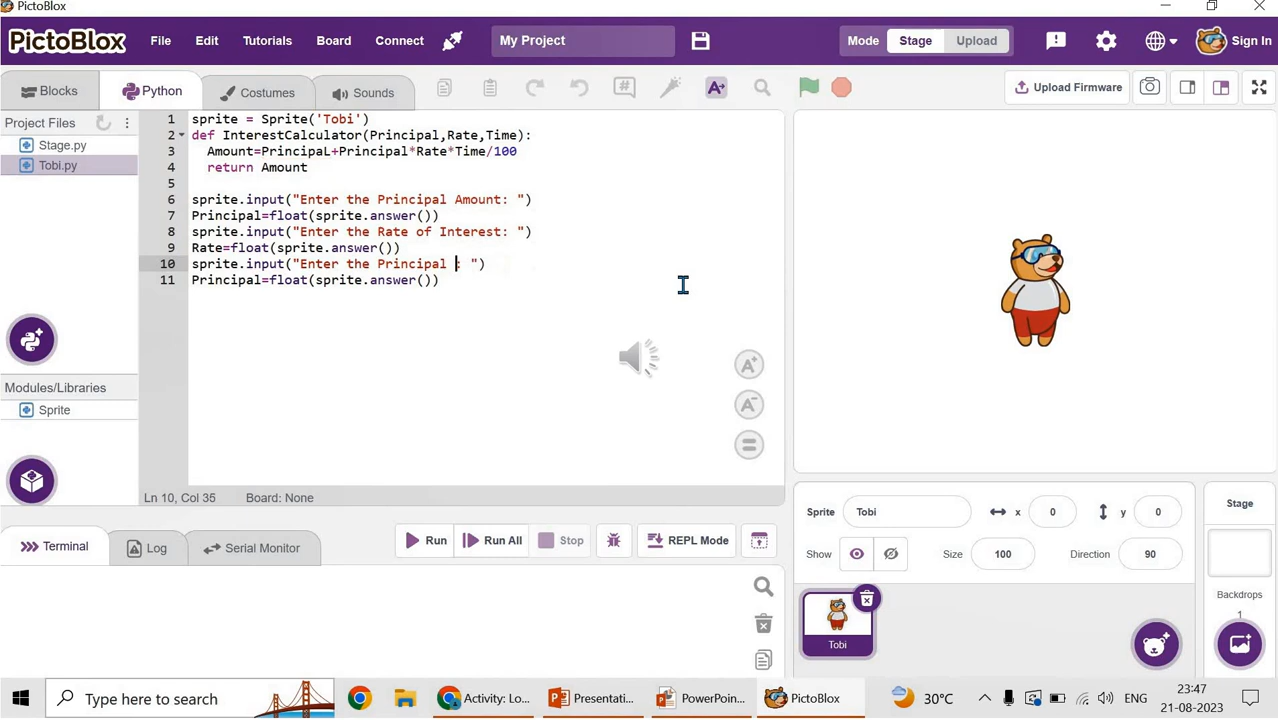 PictoBlox
PictoBlox File Edit Tutorials Board Connect My Project Mode Stage Upload Sign In
Blocks Python Costumes Sounds # A+ Upload Firmware
Project Files
Stage.py
Tobi.py
1 sprite = Sprite('Tobi')
2 def InterestCalculator(Principal,Rate,Time):
3 Amount=PrincipaL+Principal*Rate*Time/100
4 return Amount
5
6 sprite.input("Enter the Principal Amount: ")
7 Principal=float(sprite.answer())
8 sprite.input("Enter the Rate of Interest: ")
9 Rate=float(sprite.answer())
10 sprite.input("Enter the Principal : ")
11 Principal=float(sprite.answer())
A+
A-
=
Modules/Libraries
Sprite
Ln 10, Col 35 Board: None
Terminal Log Serial Monitor Run Run All Stop REPL Mode
Sprite Tobi x 0 y 0
Show Size 100 Direction 90
Tobi
Stage
Backdrops
1
Type here to search Activity: Lo... Presentati... PowerPoin... PictoBlox 30°C ENG 23:47
21-08-2023